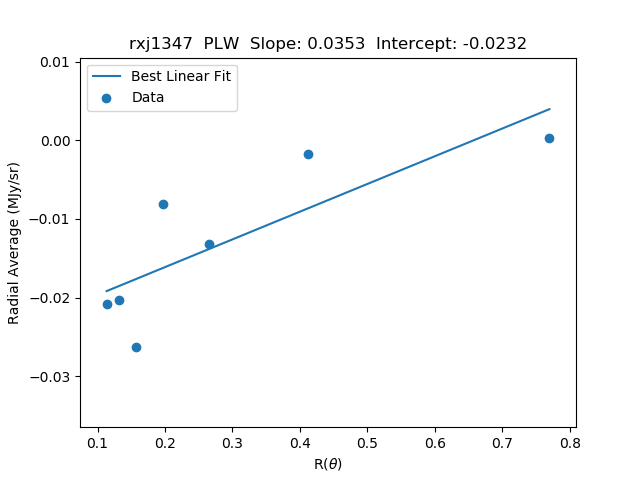 rxj1347  PLW  Slope: 0.0353  Intercept: -0.0232
Best Linear Fit
Data
Radial Average (MJy/sr)
0.01
0.00
−0.01
−0.02
−0.03
0.1 0.2 0.3 0.4 0.5 0.6 0.7 0.8
R(θ)